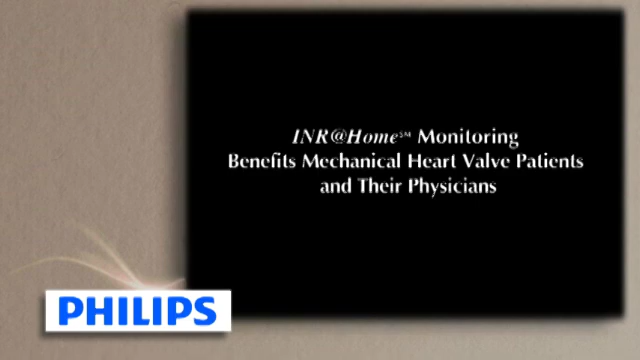 INR@Home℠ Monitoring
Benefits Mechanical Heart Valve Patients
and Their Physicians
PHILIPS